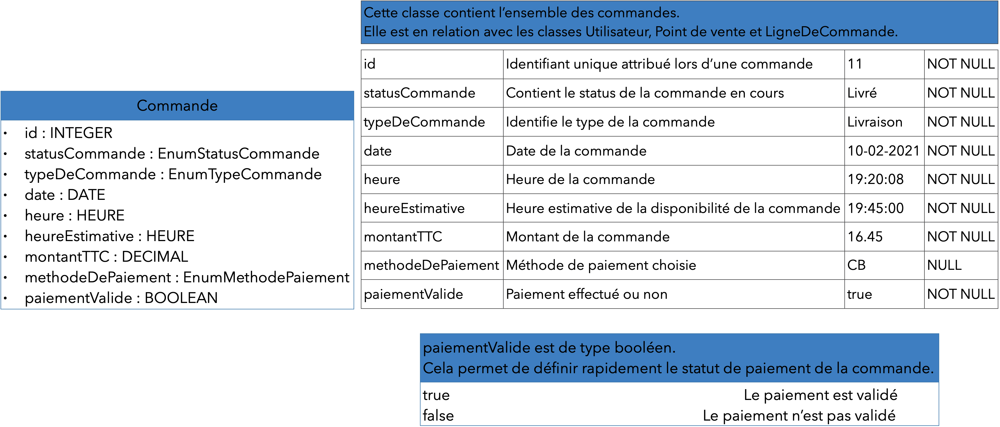 Cette classe contient l’ensemble des commandes.
Elle est en relation avec les classes Utilisateur, Point de vente et LigneDeCommande.
Commande
• id : INTEGER
• statusCommande : EnumStatusCommande
• typeDeCommande : EnumTypeCommande
• date : DATE
• heure : HEURE
• heureEstimative : HEURE
• montantTTC : DECIMAL
• methodeDePaiement : EnumMethodePaiement
• paiementValide : BOOLEAN
id Identifiant unique attribué lors d’une commande 11 NOT NULL
statusCommande Contient le status de la commande en cours Livré NOT NULL
typeDeCommande Identifie le type de la commande Livraison NOT NULL
date Date de la commande 10-02-2021 NOT NULL
heure Heure de la commande 19:20:08 NOT NULL
heureEstimative Heure estimative de la disponibilité de la commande 19:45:00 NOT NULL
montantTTC Montant de la commande 16.45 NOT NULL
methodeDePaiement Méthode de paiement choisie CB NULL
paiementValide Paiement effectué ou non true NOT NULL
paiementValide est de type booléen.
Cela permet de définir rapidement le statut de paiement de la commande.
true Le paiement est validé
false Le paiement n’est pas validé